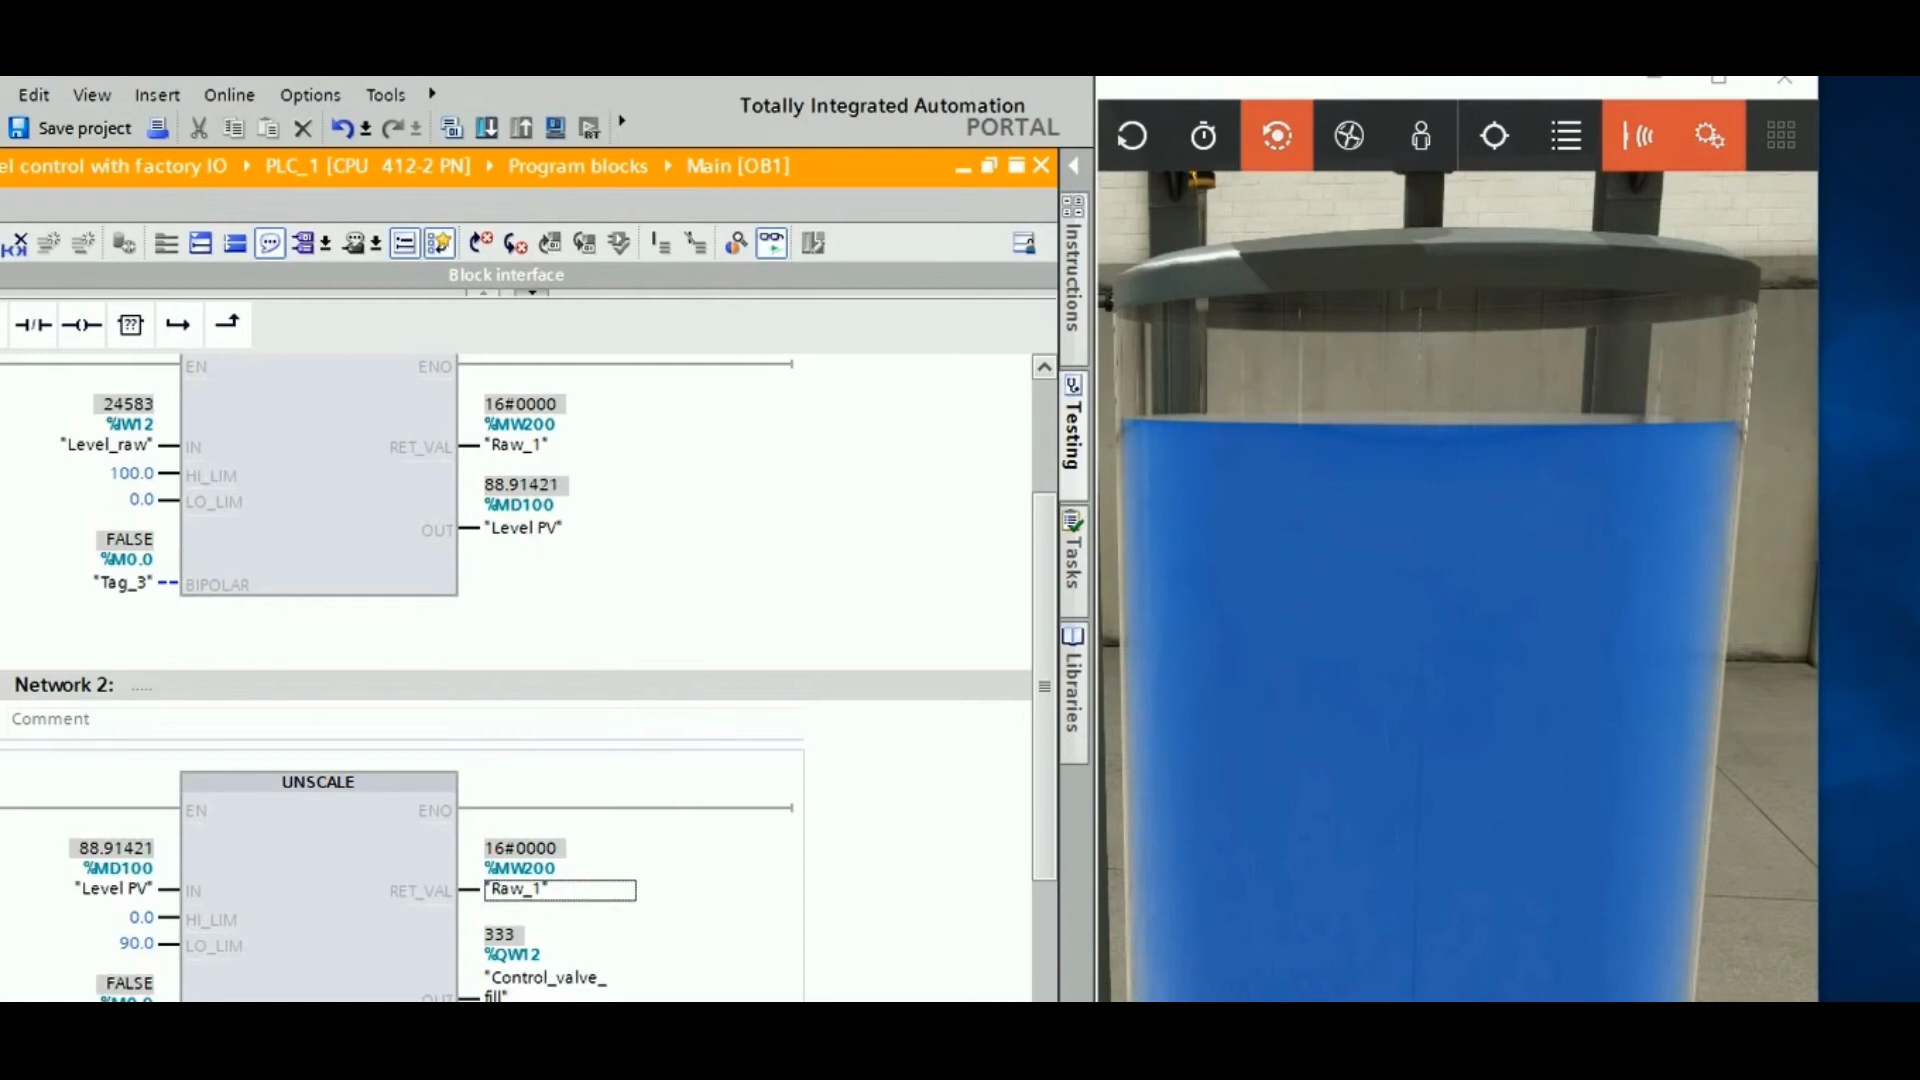 Edit View Insert Online Options Tools
Totally Integrated Automation
PORTAL
Save project
el control with factory IO PLC_1 [CPU 412-2 PN] Program blocks Main [OB1]
Block interface
EN ENO
24583
%IW12
"Level_raw" IN
100.0 HI_LIM
0.0 LO_LIM
FALSE
%M0.0
"Tag_3" BIPOLAR
16#0000
%MW200
RET_VAL "Raw_1"
88.91421
%MD100
OUT "Level PV"
Network 2: .....
Comment
UNSCALE
EN ENO
88.91421
%MD100
"Level PV" IN
0.0 HI_LIM
90.0 LO_LIM
FALSE
%M0.0
16#0000
%MW200
RET_VAL "Raw_1"
333
%QW12
"Control_valve_
OUT fill"
Instructions
Testing
Tasks
Libraries